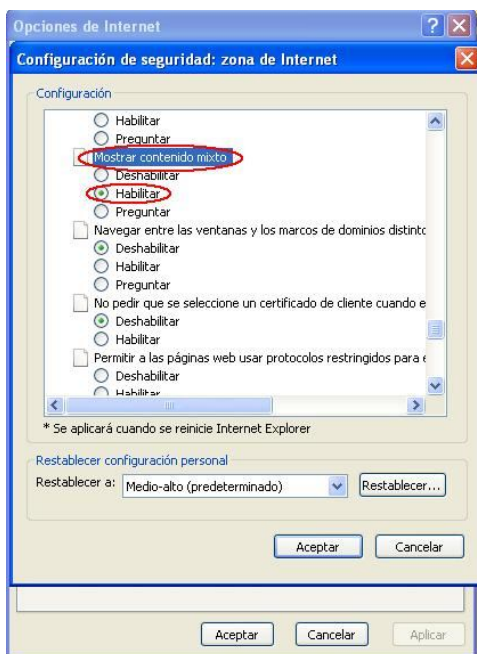 Opciones de Internet
Configuración de seguridad: zona de Internet
Configuración
Habilitar
Preguntar
Mostrar contenido mixto
Deshabilitar
Habilitar
Preguntar
Navegar entre las ventanas y los marcos de dominios distinto
Deshabilitar
Habilitar
Preguntar
No pedir que se seleccione un certificado de cliente cuando e
Deshabilitar
Habilitar
Permitir a las páginas web usar protocolos restringidos para e
Deshabilitar
Habilitar
* Se aplicará cuando se reinicie Internet Explorer
Restablecer configuración personal
Restablecer a: Medio-alto (predeterminado) Restablecer...
Aceptar Cancelar
Aceptar Cancelar Aplicar